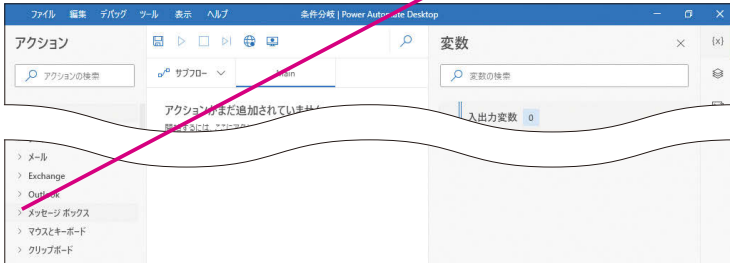 ファイル 編集 デバッグ ツール 表示 ヘルプ 条件分岐 | Power Automate Desktop
アクション
アクションの検索
サブフロー
Main
アクションがまだ追加されていません
変数
変数の検索
入出力変数 0
{x}
メール
Exchange
Outlook
メッセージ ボックス
マウスとキーボード
クリップボード